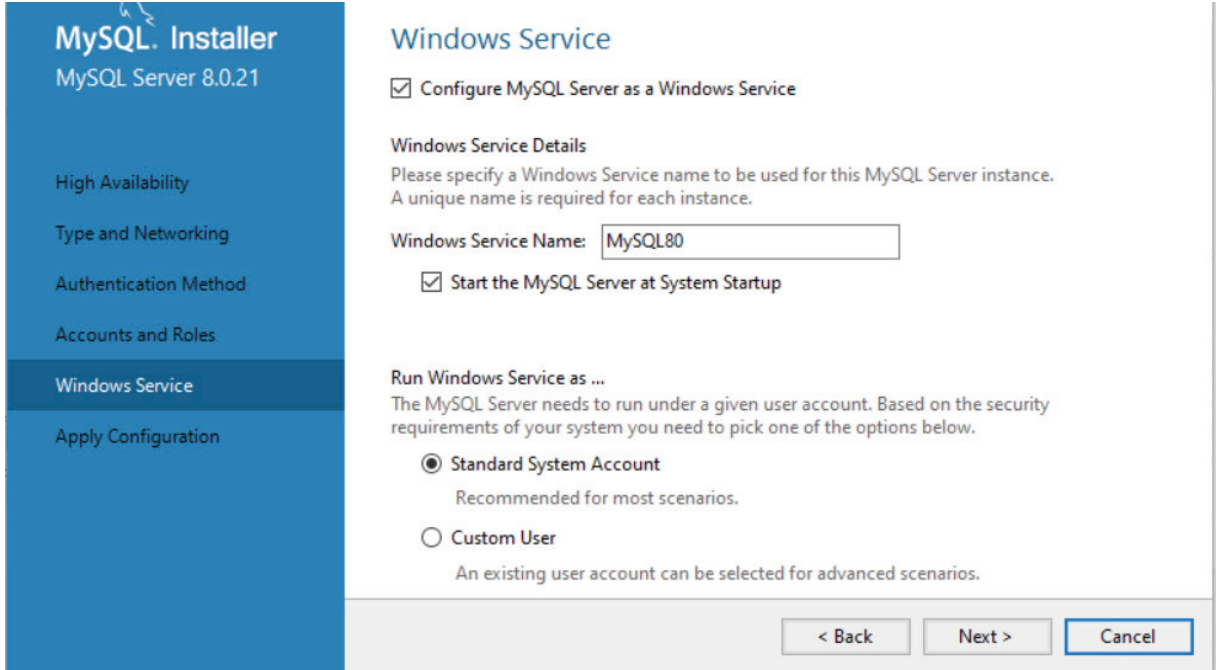 MySQL. Installer
MySQL Server 8.0.21
High Availability
Type and Networking
Authentication Method
Accounts and Roles
Windows Service
Apply Configuration
Windows Service
Configure MySQL Server as a Windows Service
Windows Service Details
Please specify a Windows Service name to be used for this MySQL Server instance.
A unique name is required for each instance.
Windows Service Name: MySQL80
Start the MySQL Server at System Startup
Run Windows Service as ...
The MySQL Server needs to run under a given user account. Based on the security
requirements of your system you need to pick one of the options below.
Standard System Account
Recommended for most scenarios.
Custom User
An existing user account can be selected for advanced scenarios.
< Back Next > Cancel